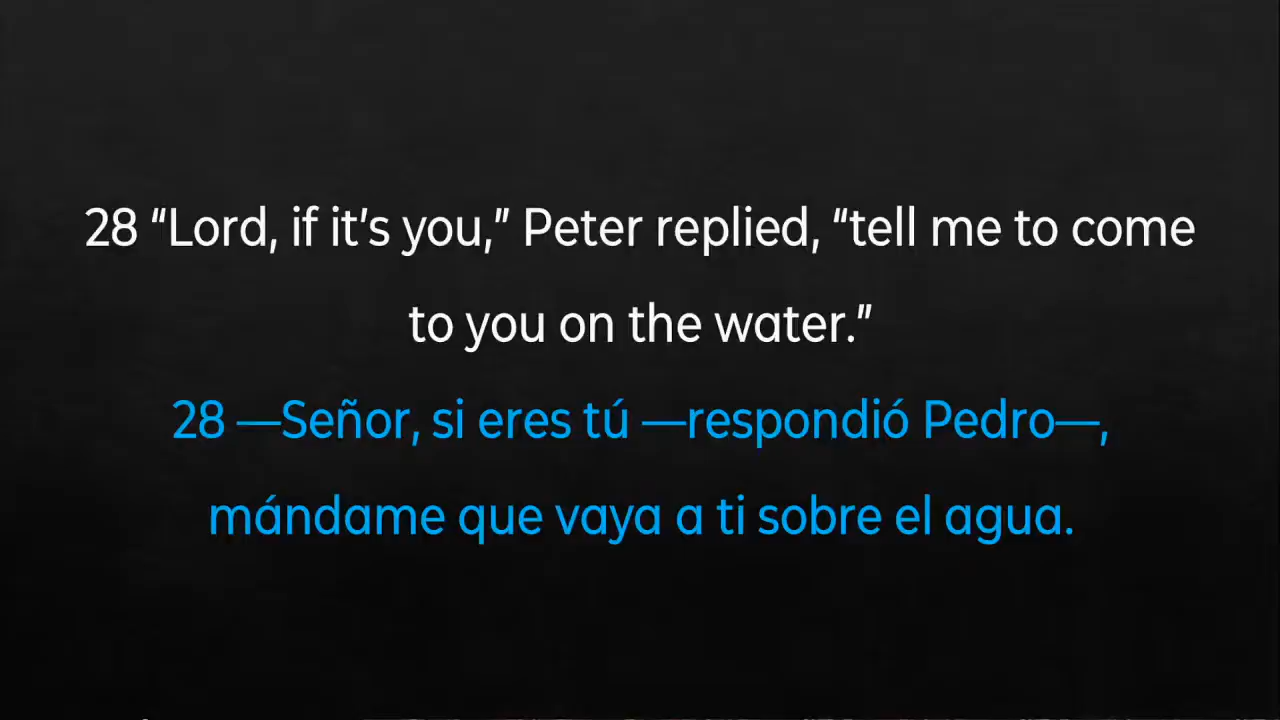 28 “Lord, if it’s you,” Peter replied, “tell me to come
to you on the water.”
28 —Señor, si eres tú —respondió Pedro—,
mándame que vaya a ti sobre el agua.